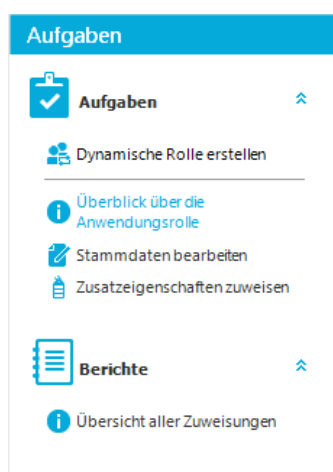 Aufgaben
Aufgaben
Dynamische Rolle erstellen
Überblick über die
Anwendungsrolle
Stammdaten bearbeiten
Zusatzeigenschaften zuweisen
Berichte
Übersicht aller Zuweisungen